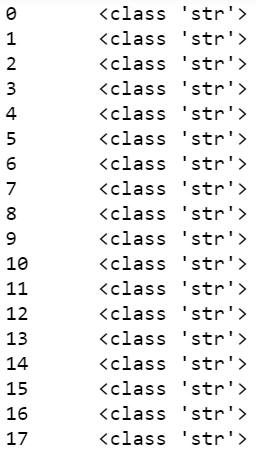 0 <class 'str'>
1 <class 'str'>
2 <class 'str'>
3 <class 'str'>
4 <class 'str'>
5 <class 'str'>
6 <class 'str'>
7 <class 'str'>
8 <class 'str'>
9 <class 'str'>
10 <class 'str'>
11 <class 'str'>
12 <class 'str'>
13 <class 'str'>
14 <class 'str'>
15 <class 'str'>
16 <class 'str'>
17 <class 'str'>